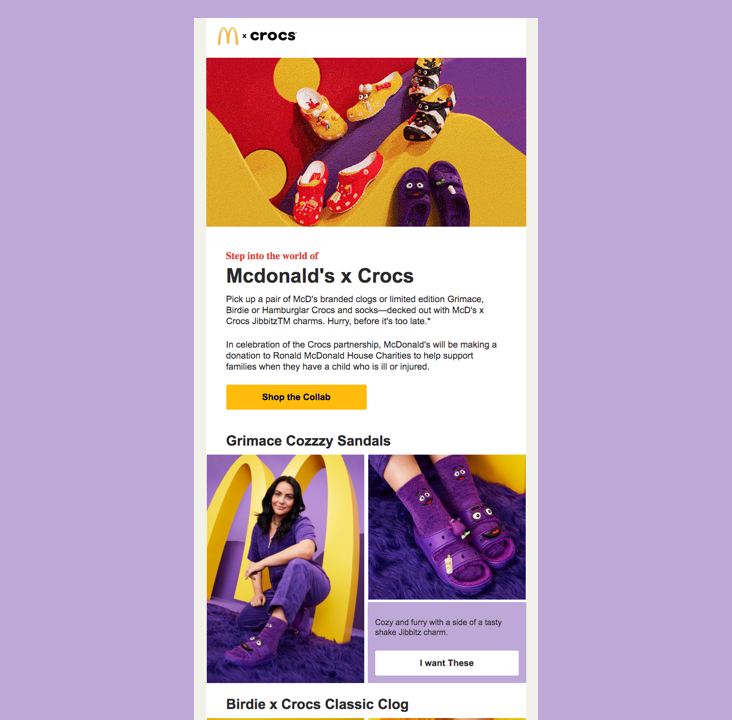 x crocs
Step into the world of
Mcdonald's x Crocs
Pick up a pair of McD's branded clogs or limited edition Grimace,
Birdie or Hamburglar Crocs and socks—decked out with McD's x
Crocs JibbitzTM charms. Hurry, before it's too late.*
In celebration of the Crocs partnership, McDonald's will be making a
donation to Ronald McDonald House Charities to help support
families when they have a child who is ill or injured.
Shop the Collab
Grimace Cozzzy Sandals
Cozy and furry with a side of a tasty
shake Jibbitz charm.
I want These
Birdie x Crocs Classic Clog